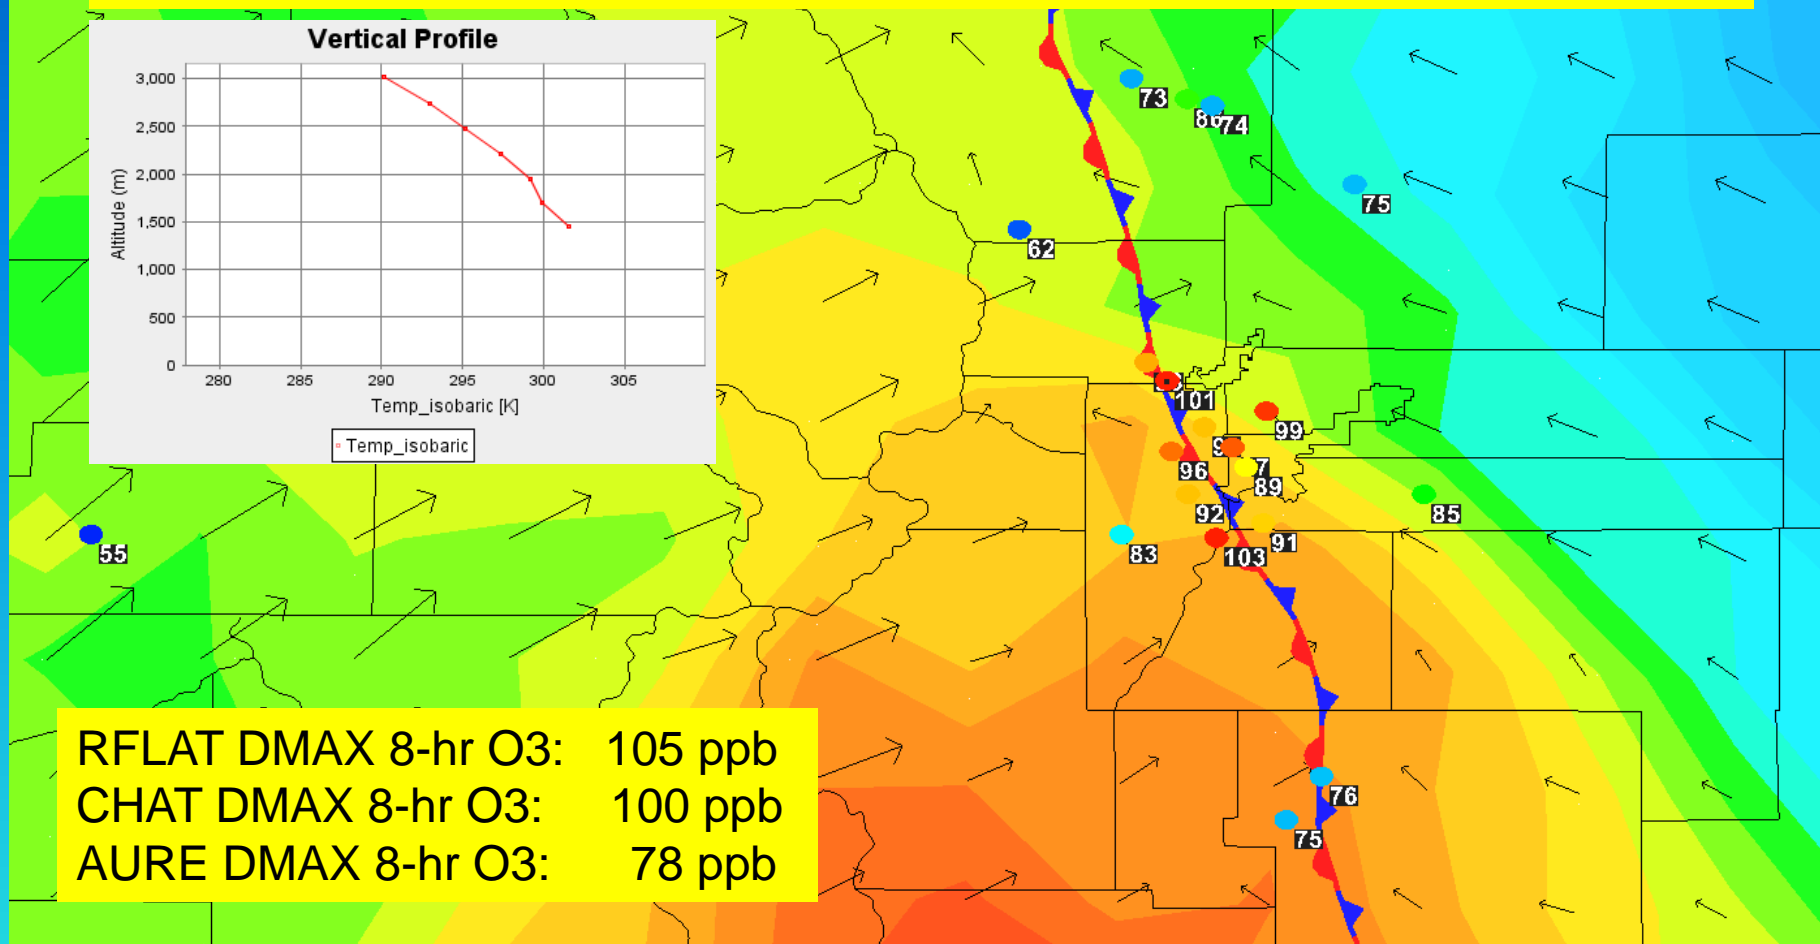 Vertical Profile
3,000
2,500
2,000
1,500
1,000
500
0
Altitude (m)
280 285 290 295 300 305
Temp_isobaric [K]
Temp_isobaric
73
74
75
62
101
99
96
89
92
85
83
103
91
55
76
75
RFLAT DMAX 8-hr O3: 105 ppb
CHAT DMAX 8-hr O3: 100 ppb
AURE DMAX 8-hr O3: 78 ppb